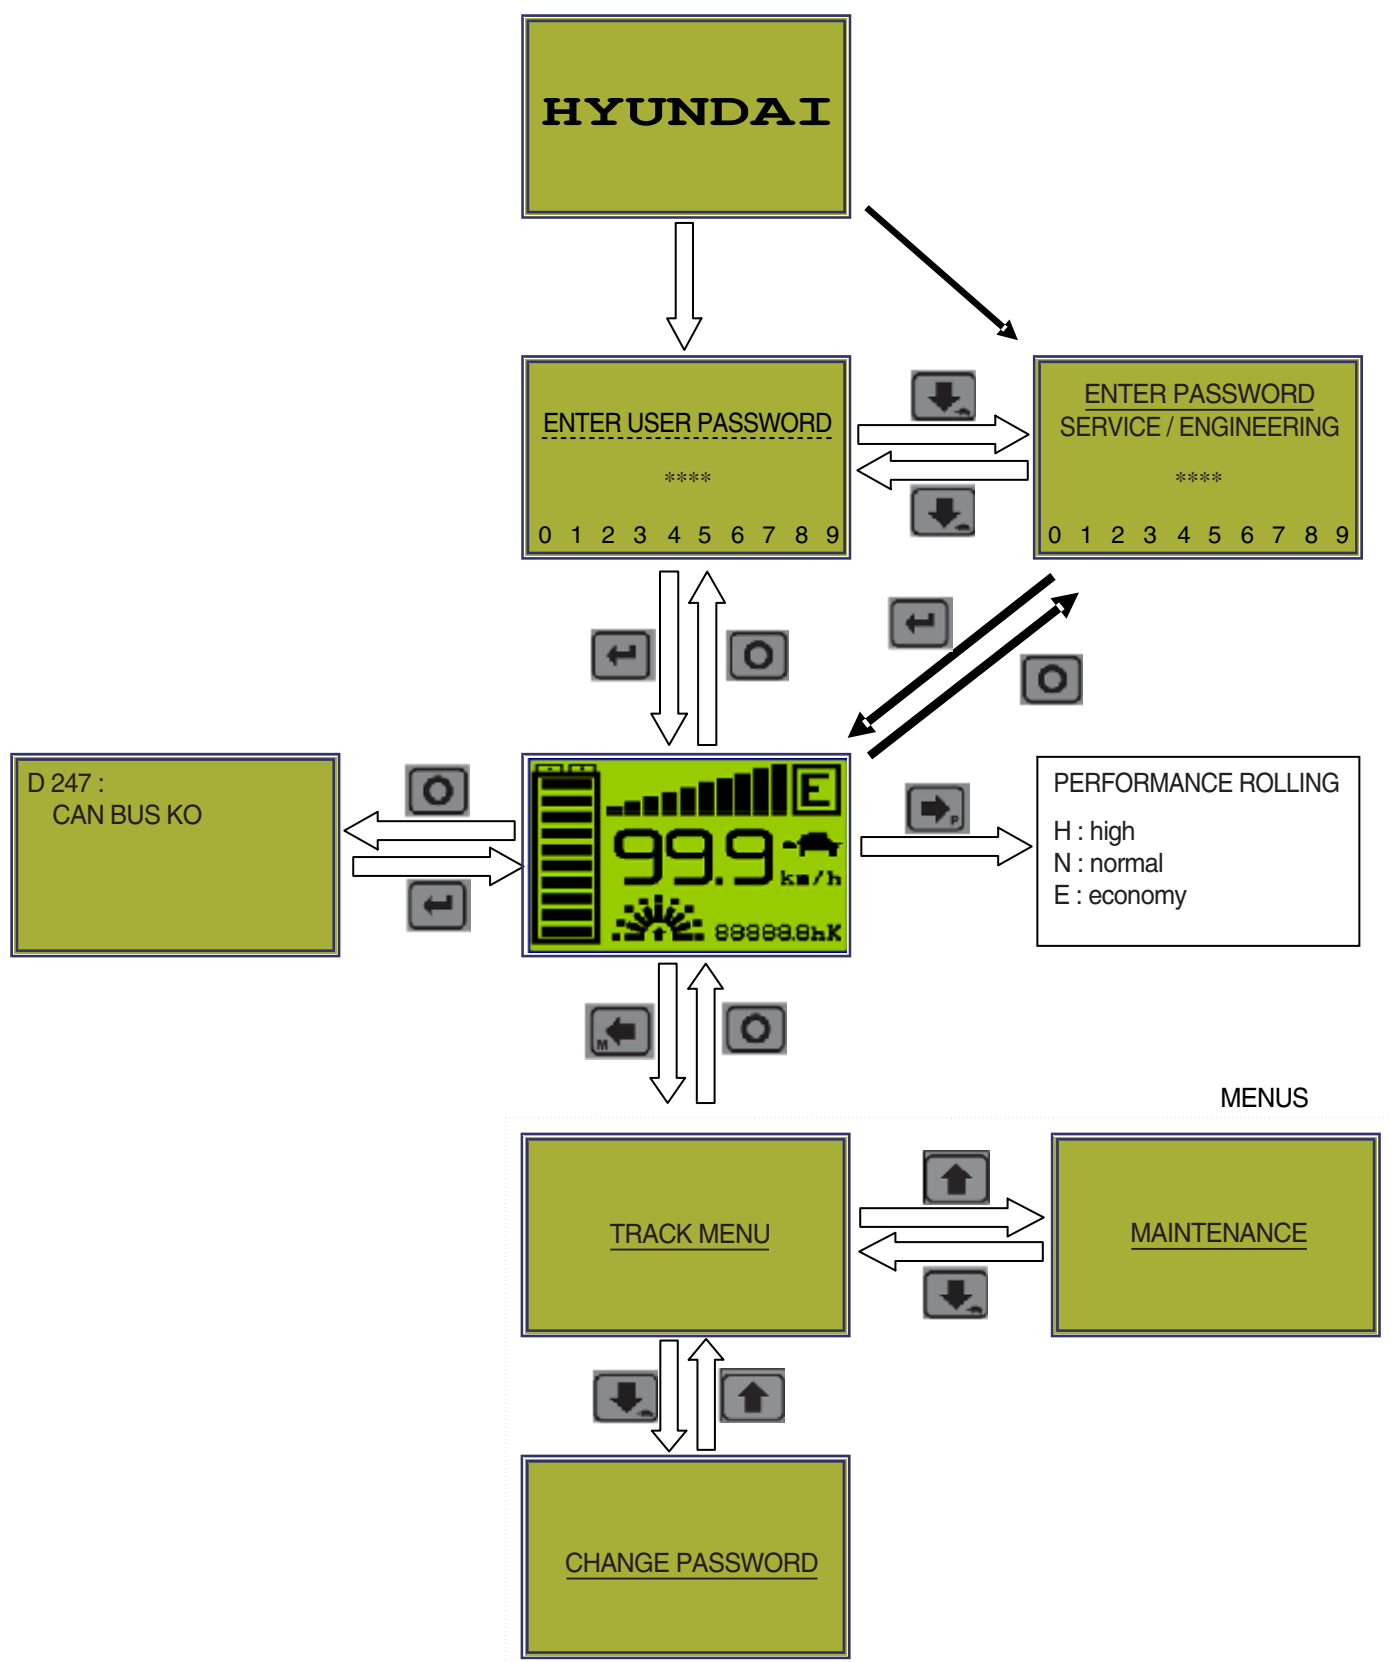 HYUNDAI
ENTER USER PASSWORD
****
0 1 2 3 4 5 6 7 8 9
ENTER PASSWORD
SERVICE / ENGINEERING
****
0 1 2 3 4 5 6 7 8 9
D 247 :
CAN BUS KO
E
99.9
km/h
88888.8hK
P
PERFORMANCE ROLLING
H : high
N : normal
E : economy
M
MENUS
TRACK MENU
MAINTENANCE
CHANGE PASSWORD